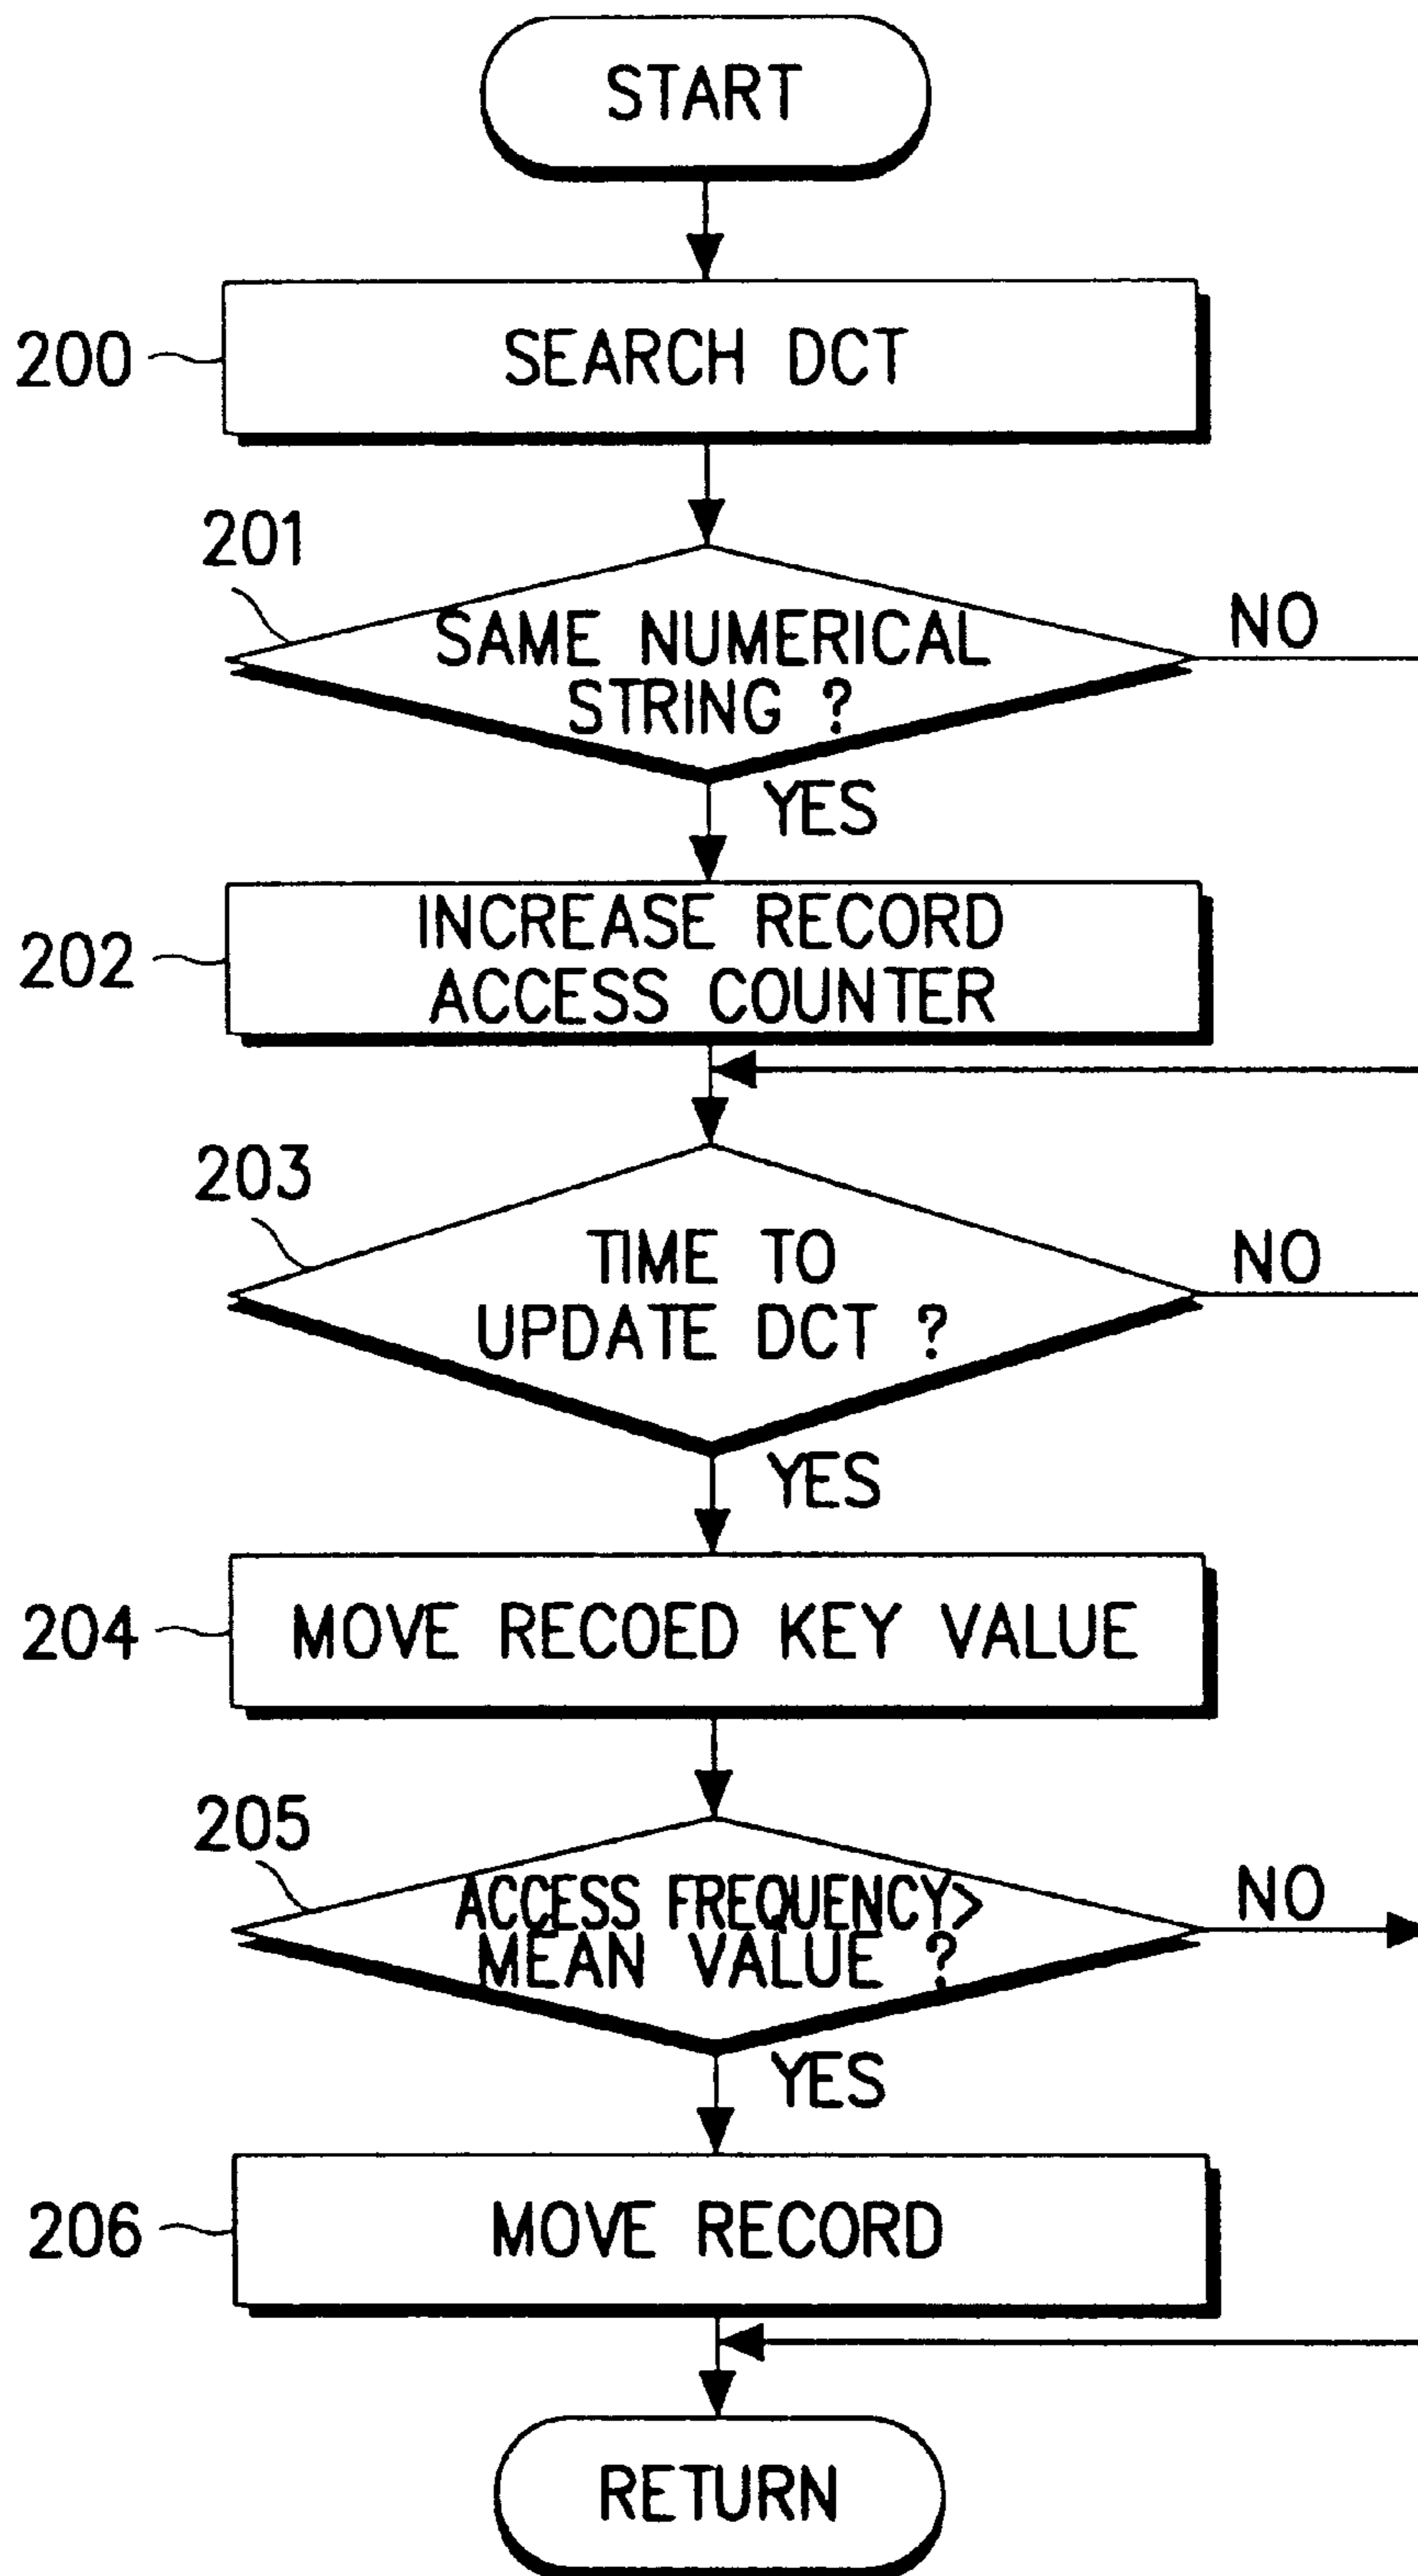 START
200
SEARCH DCT
201
SAME NUMERICAL
STRING ?
NO
YES
202
INCREASE RECORD
ACCESS COUNTER
203
TIME TO
UPDATE DCT ?
NO
YES
204
MOVE RECOED KEY VALUE
205
ACCESS FREQUENCY>
MEAN VALUE ?
NO
YES
206
MOVE RECORD
RETURN